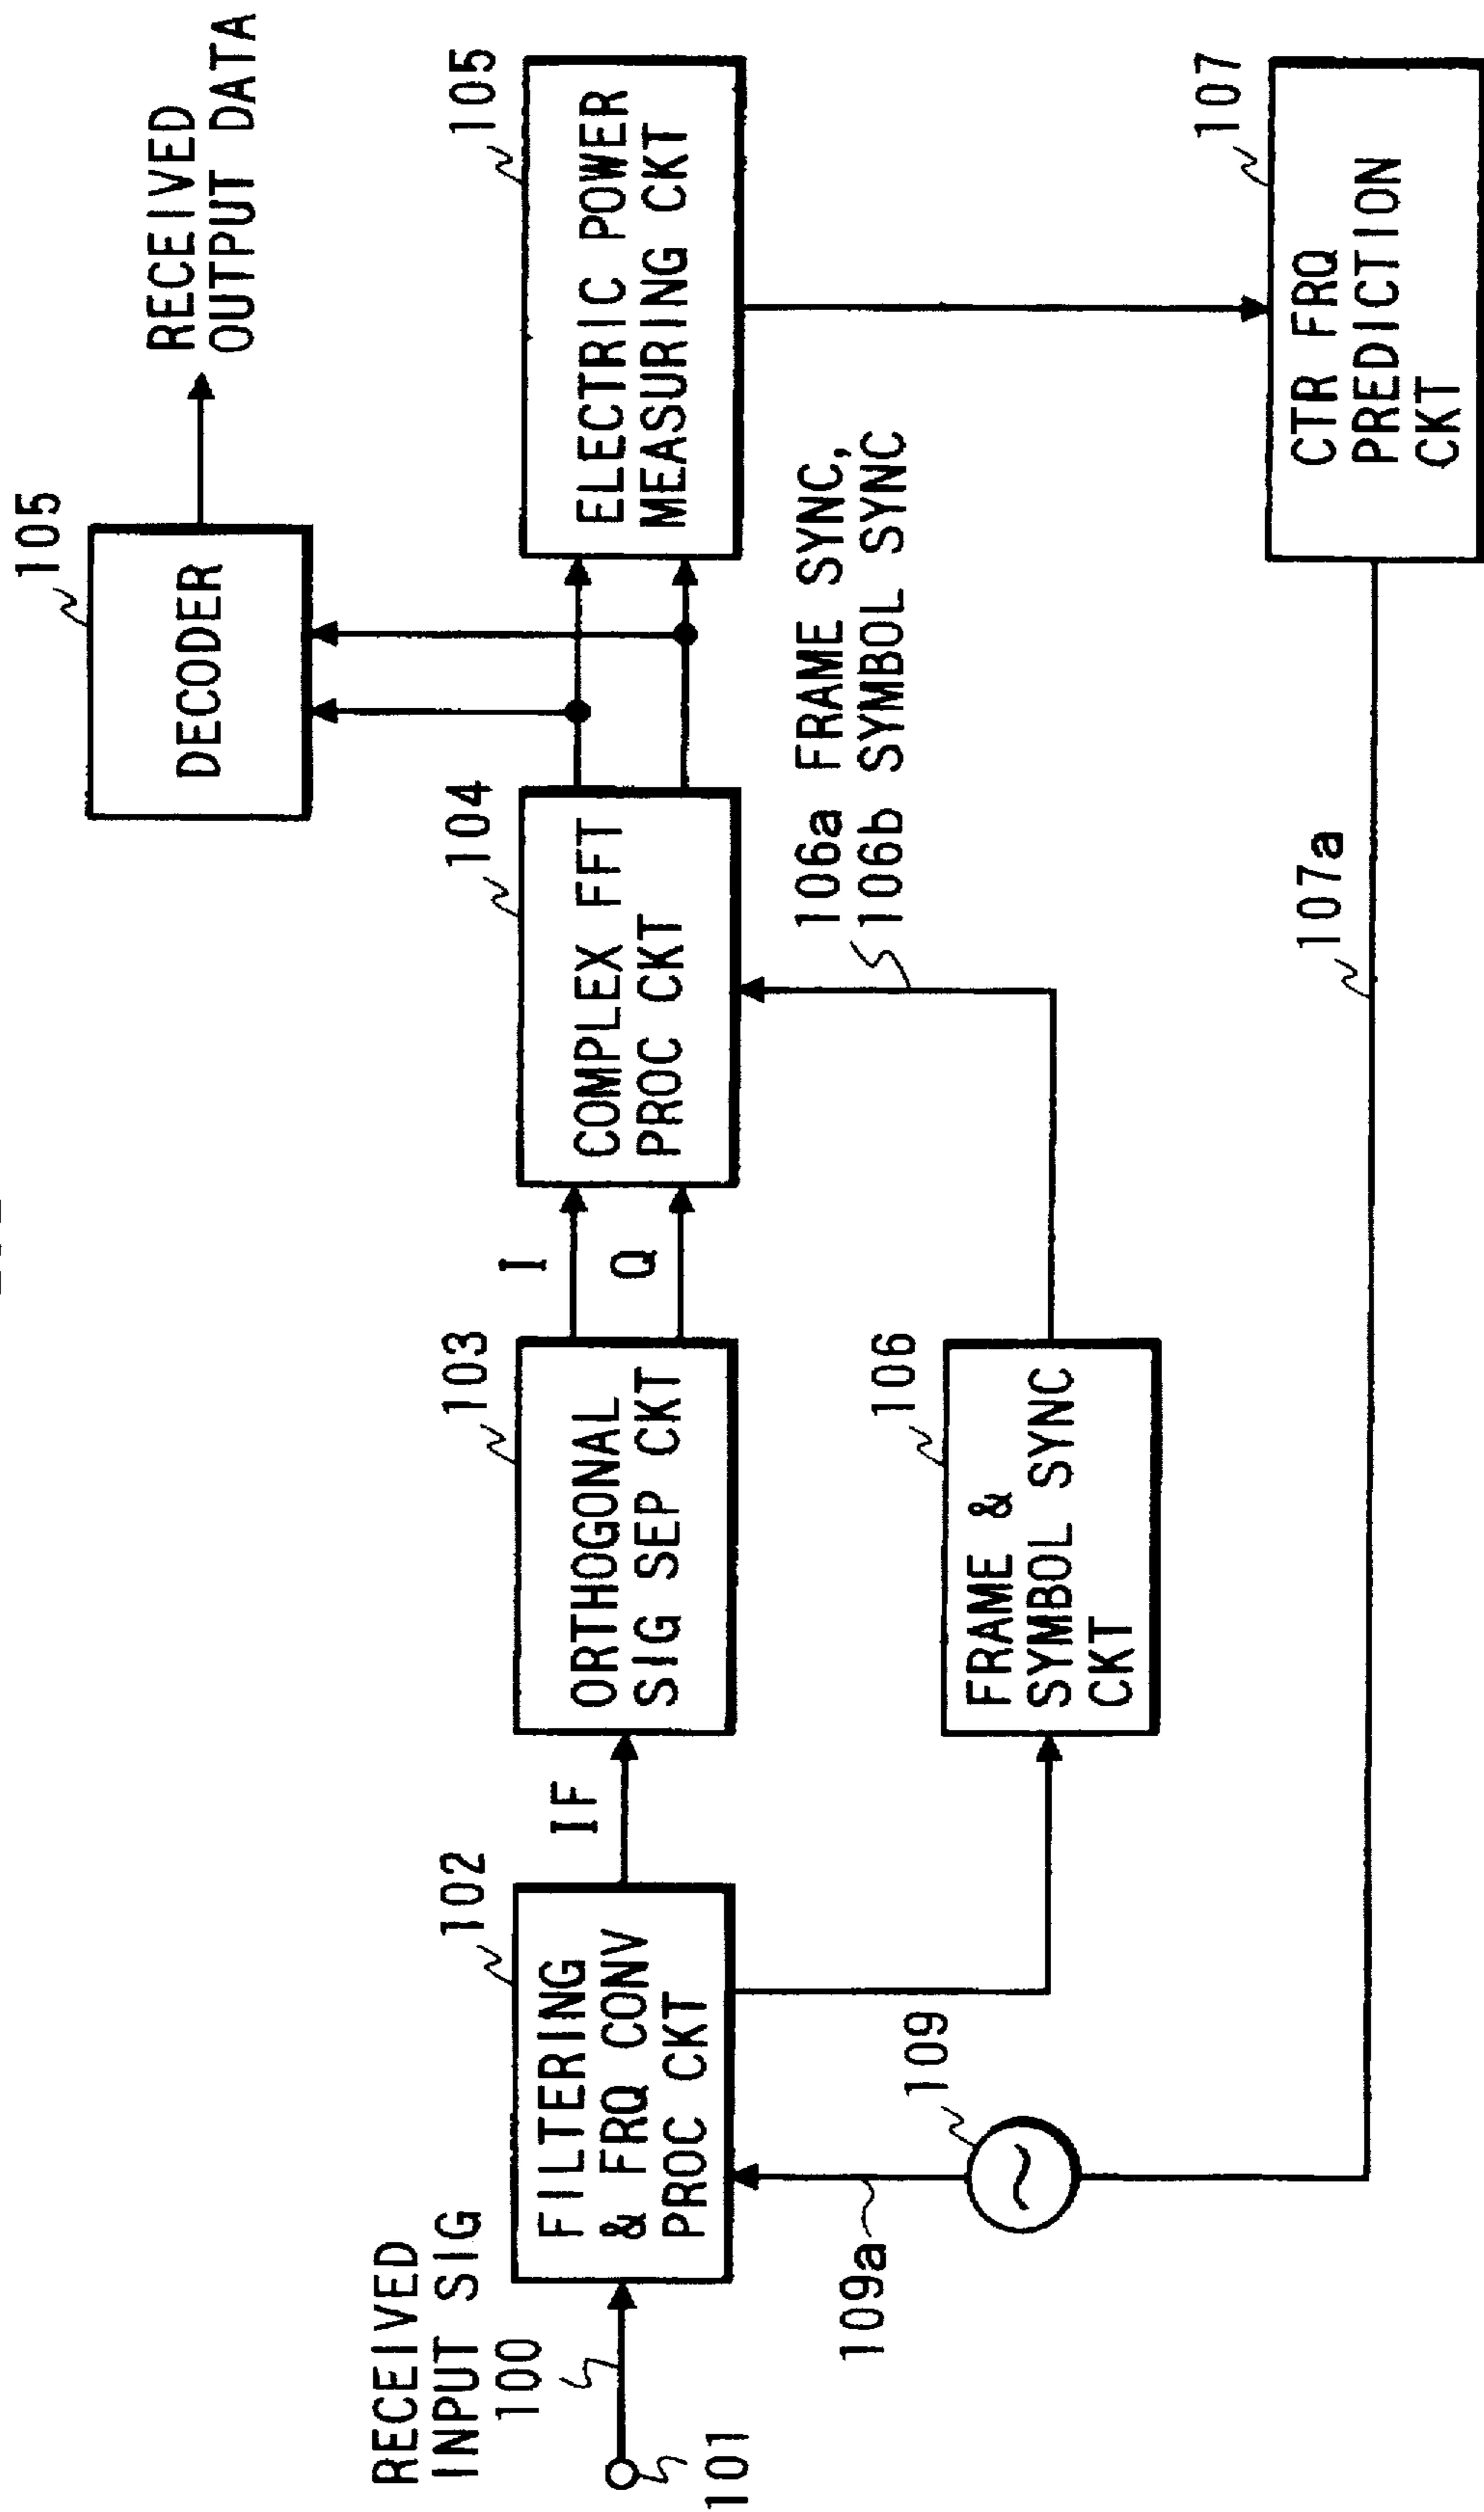 RECEIVED
INPUT SIG
100
101
102
FILTERING
& FRQ CONV
PROC CKT
IF
103
ORTHOGONAL
SIG SEP CKT
I
Q
104
COMPLEX FFT
PROC CKT
105
DECODER
RECEIVED
OUTPUT DATA
105
ELECTRIC POWER
MEASURING CKT
106a FRAME SYNC,
106b SYMBOL SYNC
106
FRAME &
SYMBOL SYNC
CKT
109
109a
107
CTR FRQ
PREDICTION
CKT
107a